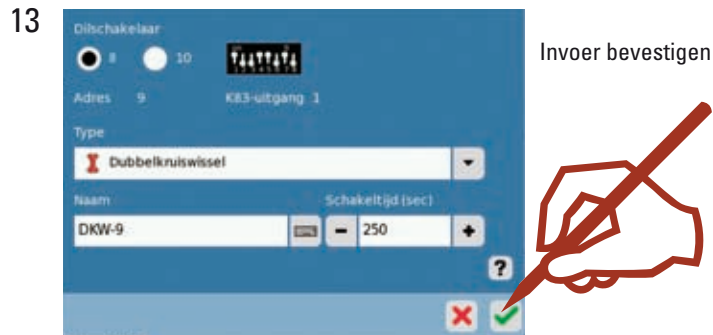 13
Dilschakelaar
8 10
Invoer bevestigen
Adres 9 K83-uitgang 1
Type
Dubbelkruiswissel
Naam Schakeltijd (sec)
DKW-9 - 250 +
?